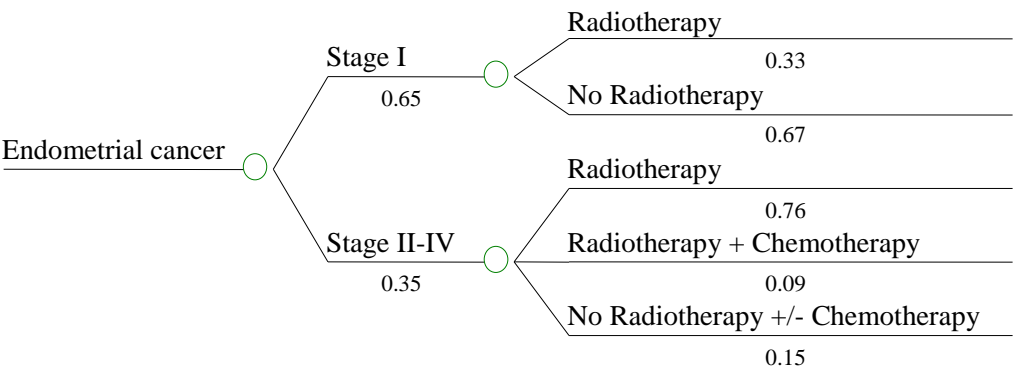 Radiotherapy
0.33
Stage I
0.65
No Radiotherapy
0.67
Endometrial cancer
Radiotherapy
0.76
Stage II-IV
0.35
Radiotherapy + Chemotherapy
0.09
No Radiotherapy +/- Chemotherapy
0.15